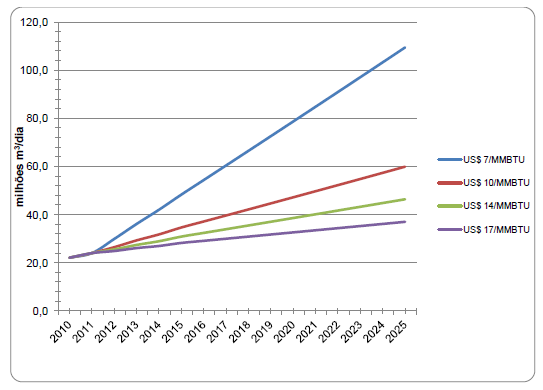 120,0
100,0
80,0
60,0
40,0
20,0
0,0
milhões m³/dia
2010 2011 2012 2013 2014 2015 2016 2017 2018 2019 2020 2021 2022 2023 2024 2025
US$ 7/MMBTU
US$ 10/MMBTU
US$ 14/MMBTU
US$ 17/MMBTU